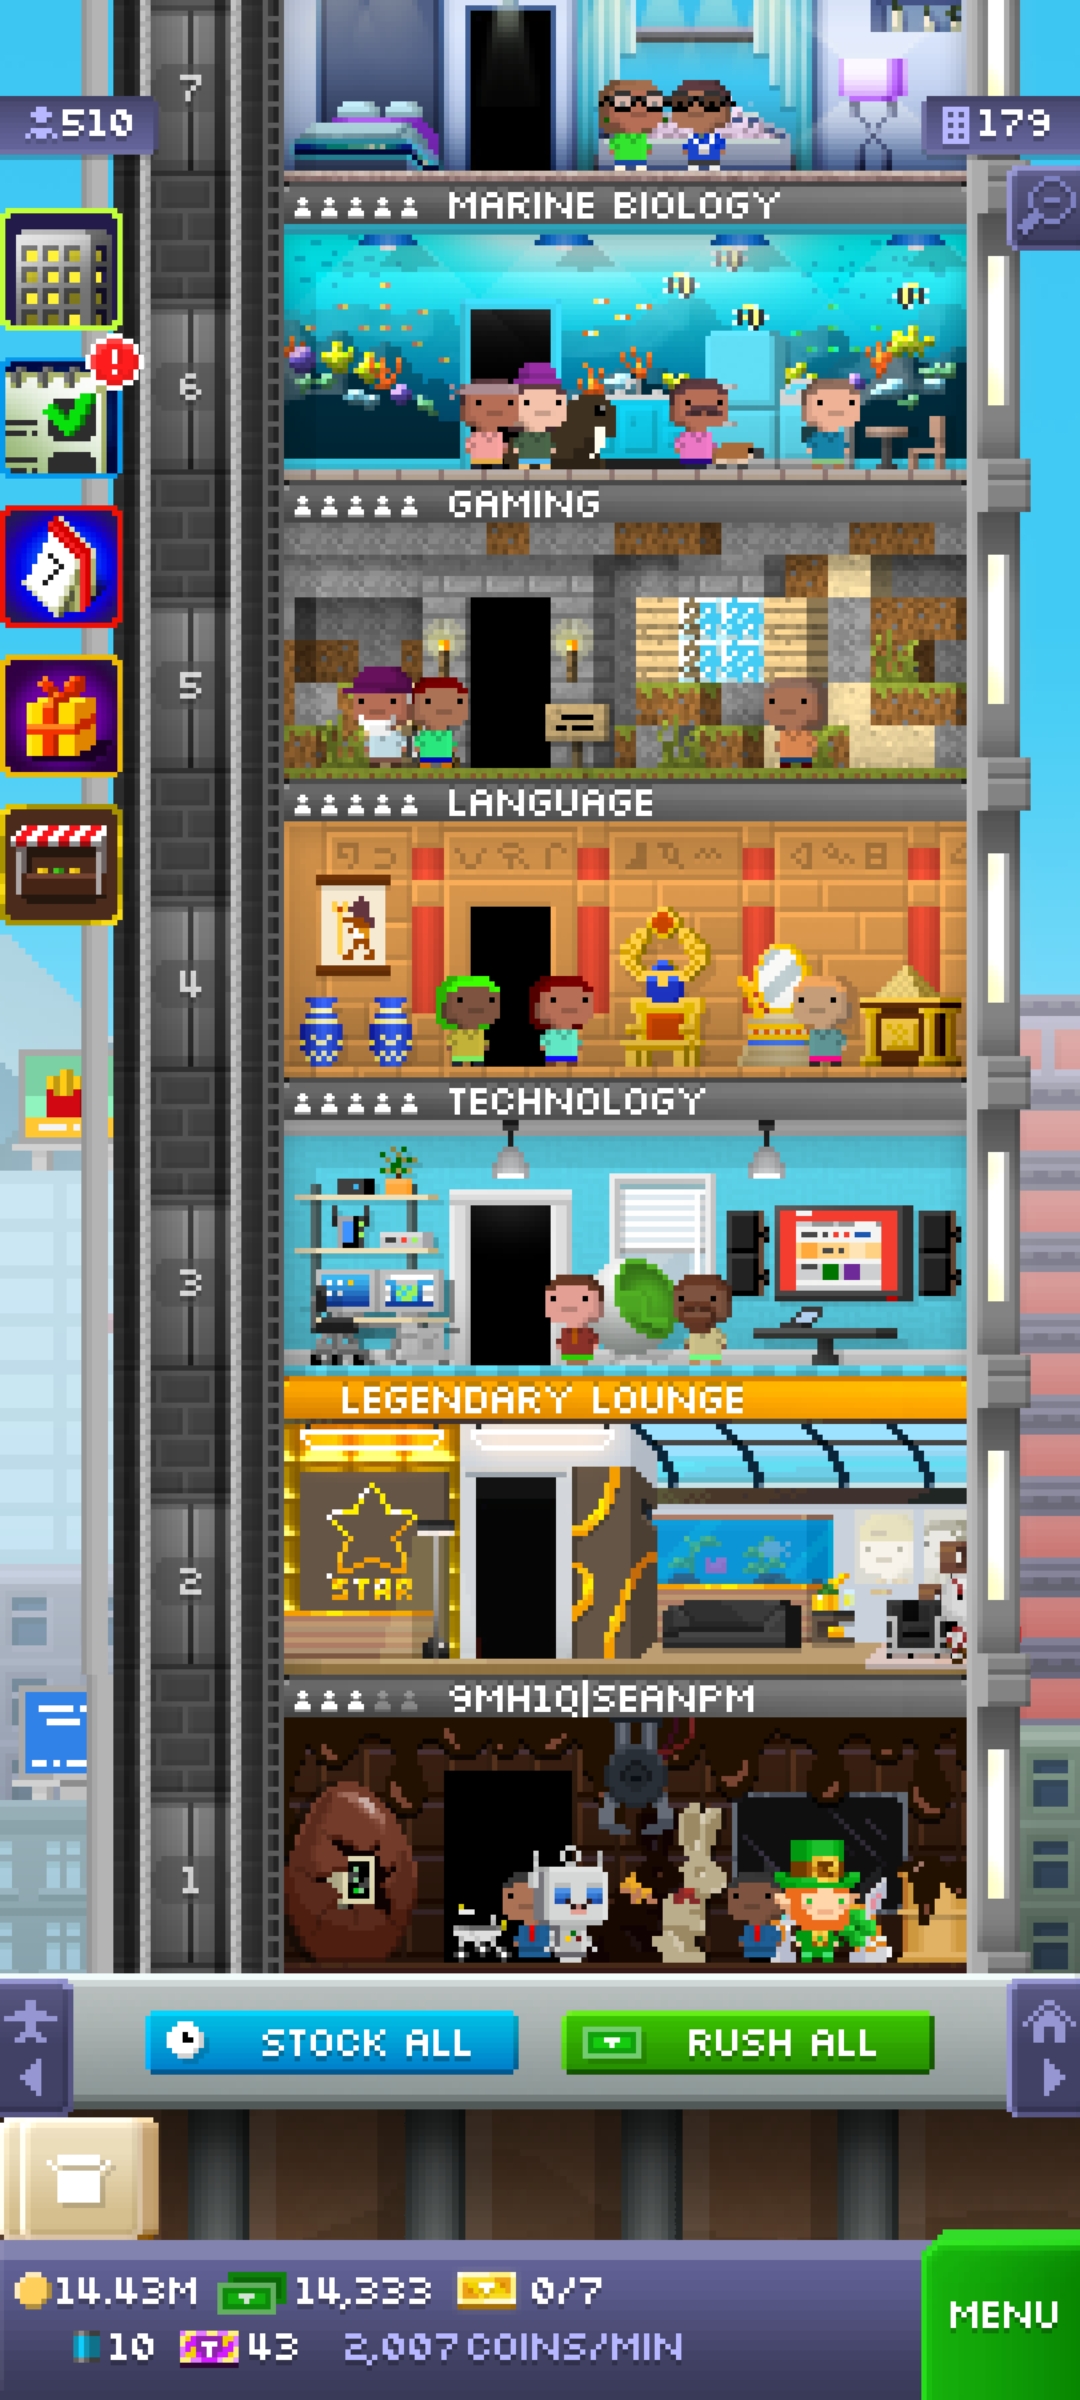 7
510
179
MARINE BIOLOGY
6
GAMING
5
LANGUAGE
4
TECHNOLOGY
3
LEGENDARY LOUNGE
STAR
2
9MH1Q|SEANPM
1
STOCK ALL
RUSH ALL
14.43M 14,333 0/7
10 43 2,007 COINS/MIN
MENU